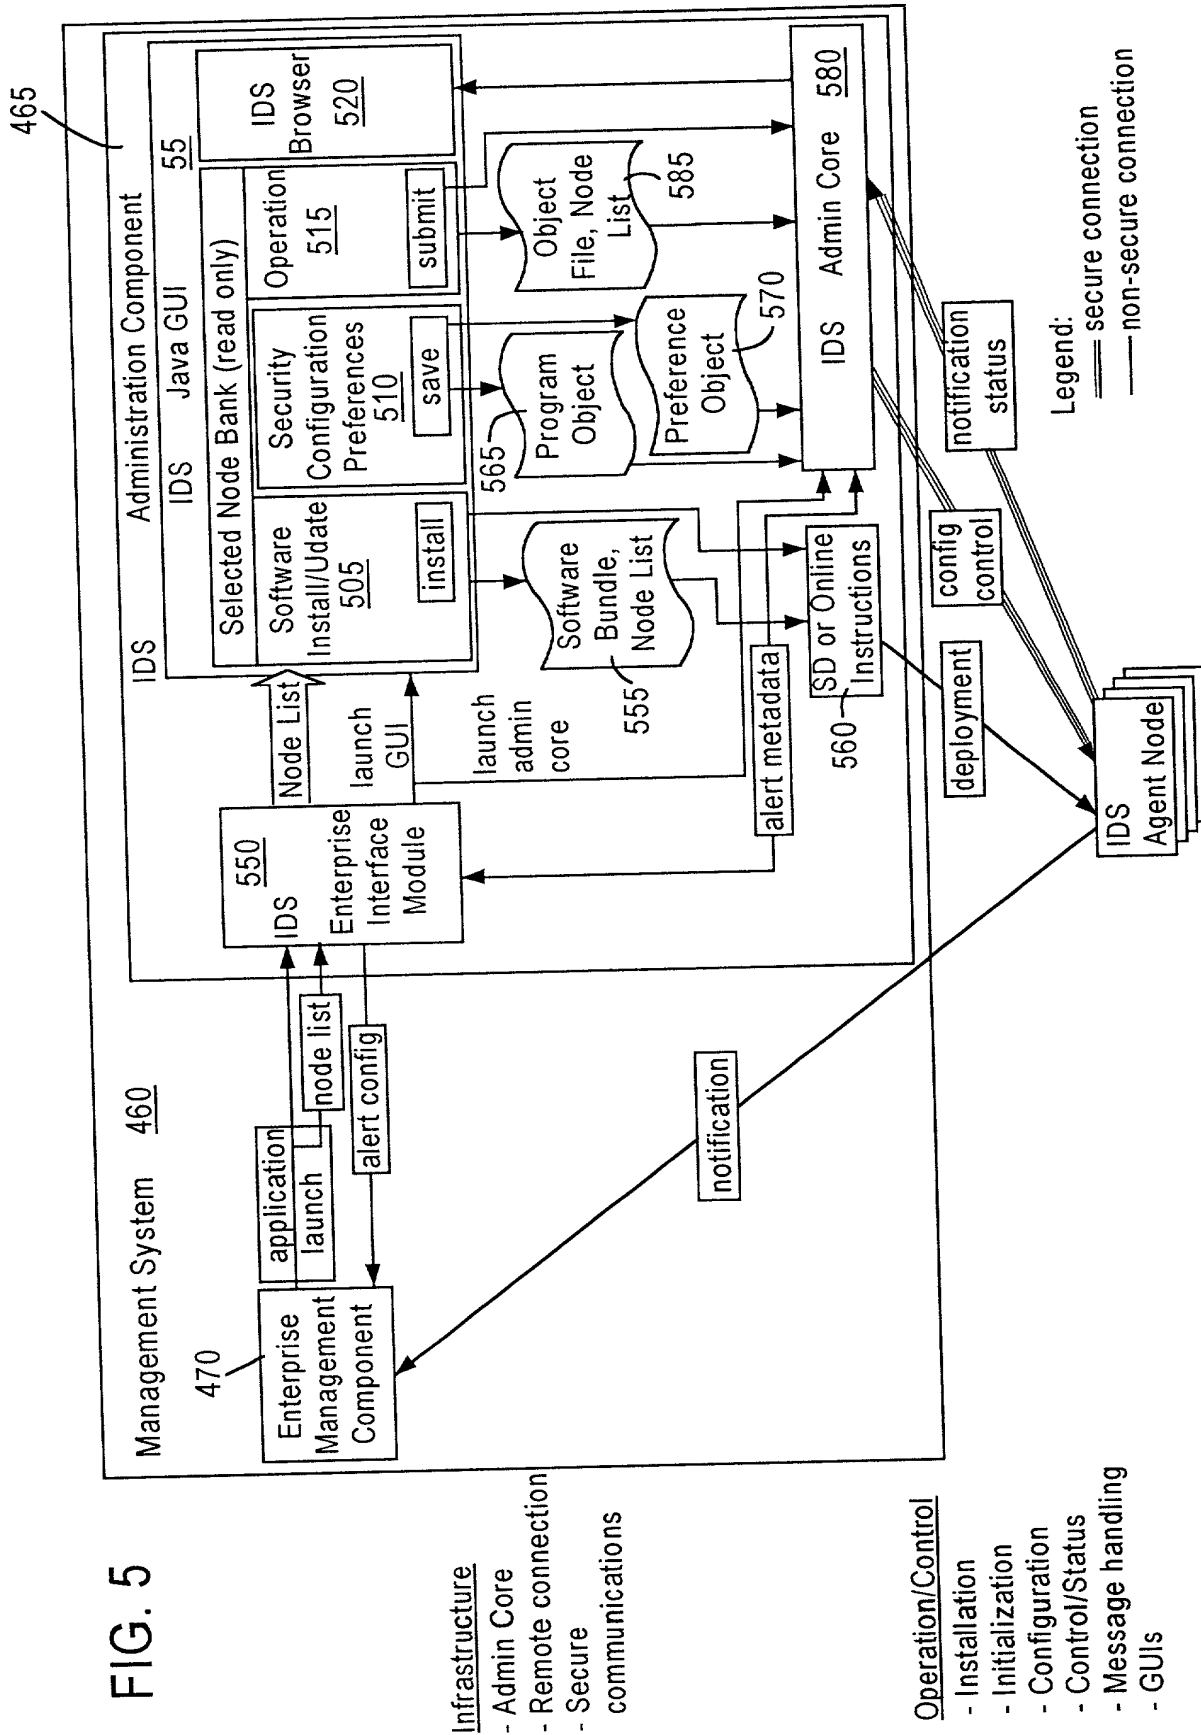 FIG. 5
Management System 460
465
IDS Administration Component
IDS Java GUI 55
Selected Node Bank (read only)
Software
Install/Udate
505
install
Security
Configuration
Preferences
510
save
Operation
515
submit
IDS
Browser
520
470
Enterprise
Management
Component
application
launch
node list
alert config
550
IDS
Enterprise
Interface
Module
Node List
launch
GUI
launch
admin
core
alert metadata
Software
Bundle,
Node List
555
565
Program
Object
Preference
Object
570
Object
File, Node
List
585
SD or Online
Instructions
560
IDS Admin Core 580
notification
deployment
config
control
notification
status
IDS
Agent Node
Legend:
secure connection
non-secure connection
Infrastructure
- Admin Core
- Remote connection
- Secure
communications
Operation/Control
- Installation
- Initialization
- Configuration
- Control/Status
- Message handling
- GUIs